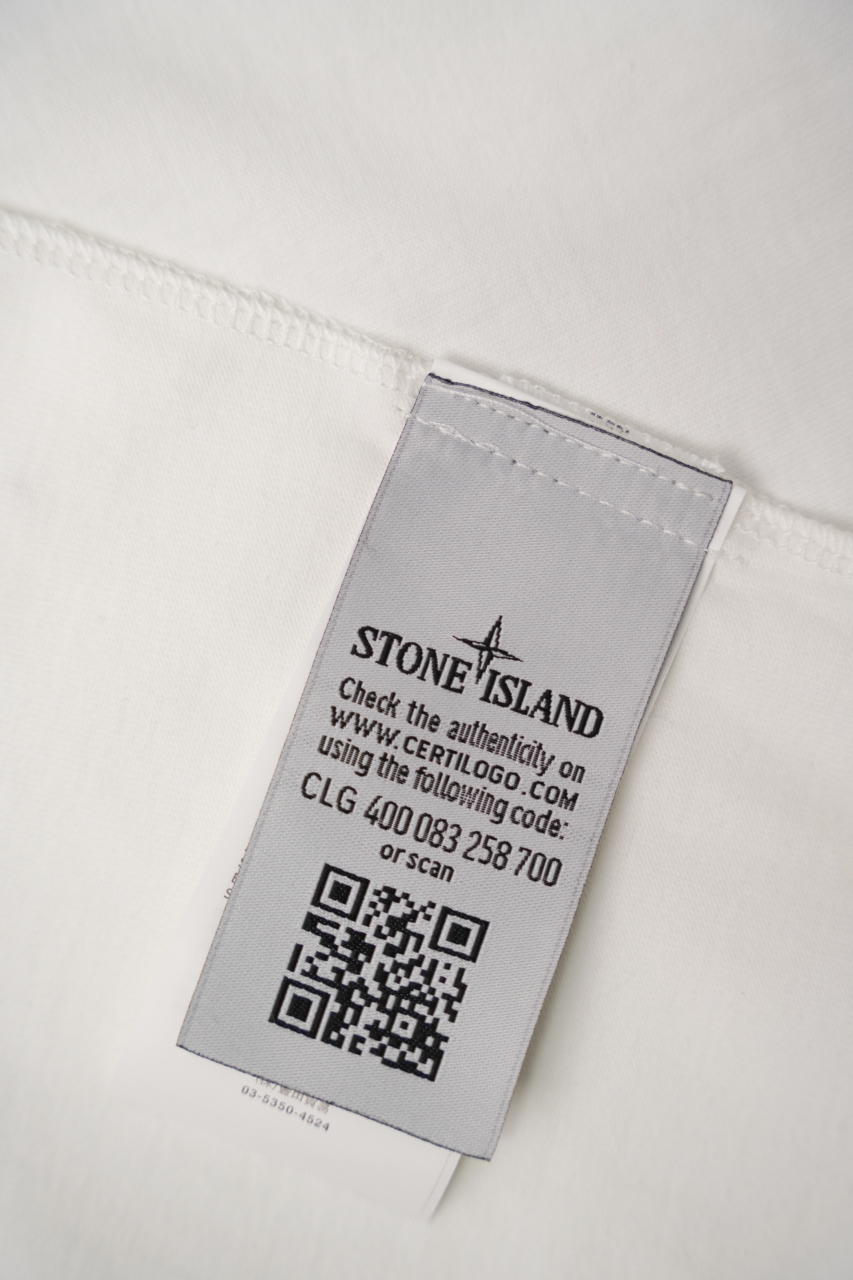 STONE ISLAND
Check the authenticity on
WWW.CERTILOGO.COM
using the following code:
CLG 400 083 258 700
or scan
03-5350-4524